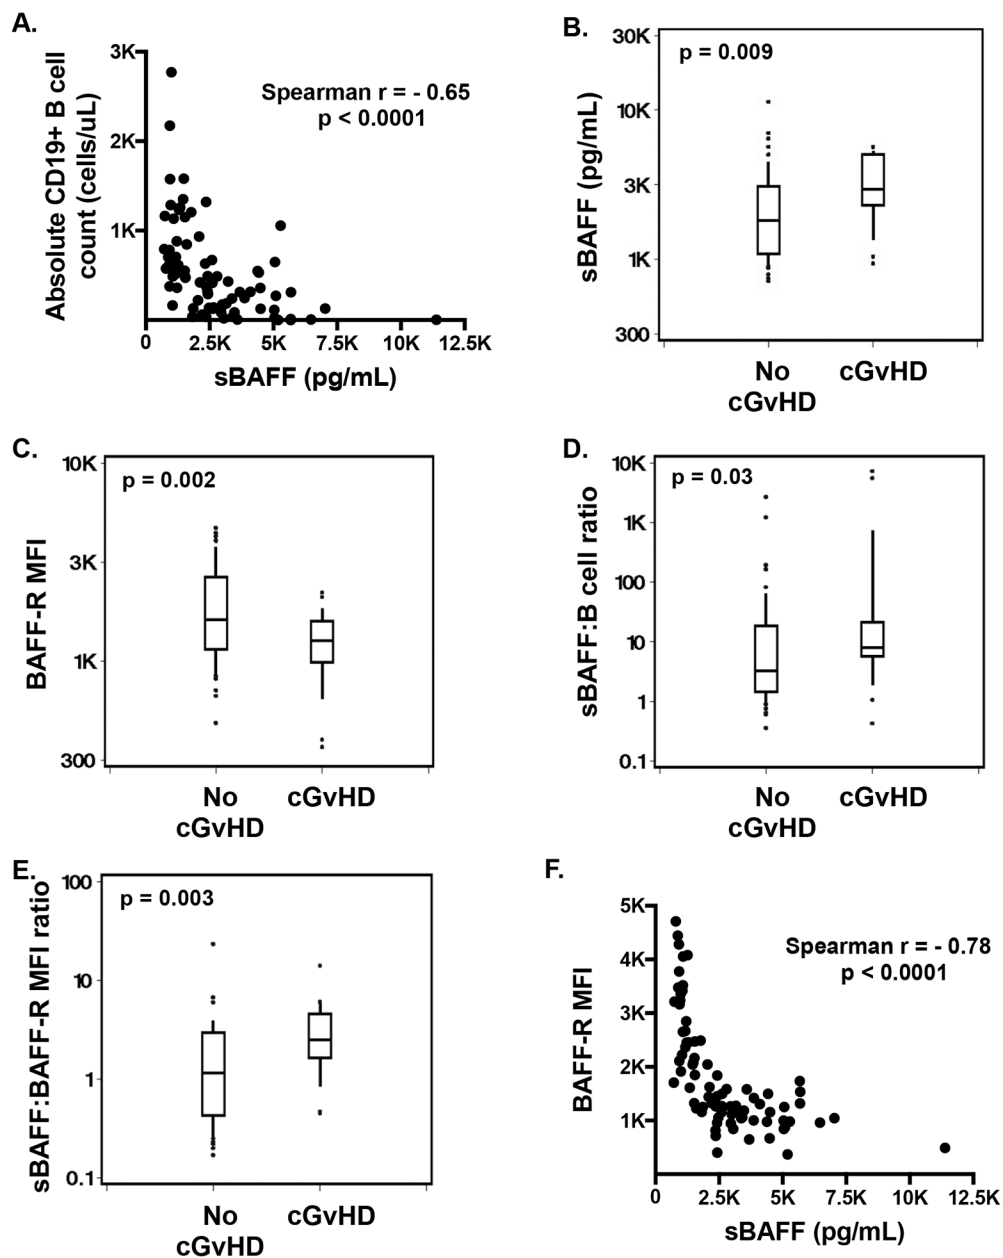 A.
Absolute CD19+ B cell
count (cells/uL)
3K
2K
1K
Spearman r = - 0.65
p < 0.0001
0
2.5K
5K
7.5K
10K
12.5K
sBAFF (pg/mL)
B.
sBAFF (pg/mL)
30K
10K
3K
1K
300
p = 0.009
No
cGvHD
cGvHD
C.
BAFF-R MFI
10K
3K
1K
300
p = 0.002
No
cGvHD
cGvHD
D.
sBAFF:B cell ratio
10K
1K
100
10
1
0.1
p = 0.03
No
cGvHD
cGvHD
E.
sBAFF:BAFF-R MFI ratio
100
10
1
0.1
p = 0.003
No
cGvHD
cGvHD
F.
BAFF-R MFI
5K
4K
3K
2K
1K
Spearman r = - 0.78
p < 0.0001
0
2.5K
5K
7.5K
10K
12.5K
sBAFF (pg/mL)